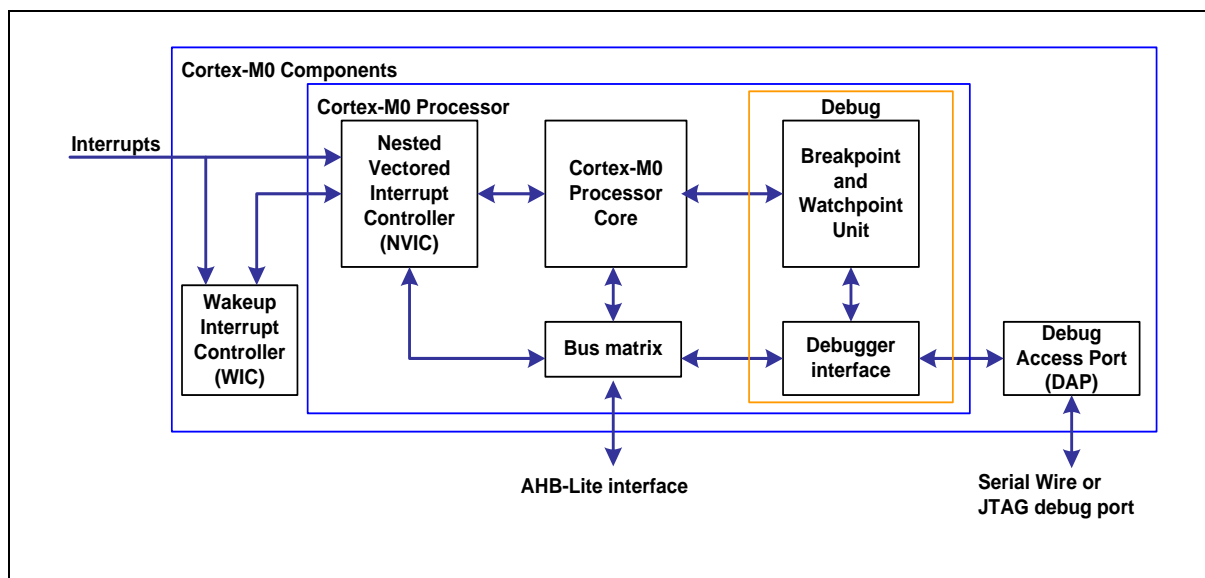 Cortex-M0 Components
Cortex-M0 Processor
Debug
Interrupts
Nested
Vectored
Interrupt
Controller
(NVIC)
Cortex-M0
Processor
Core
Breakpoint
and
Watchpoint
Unit
Wakeup
Interrupt
Controller
(WIC)
Bus matrix
Debugger
interface
Debug
Access Port
(DAP)
AHB-Lite interface
Serial Wire or
JTAG debug port